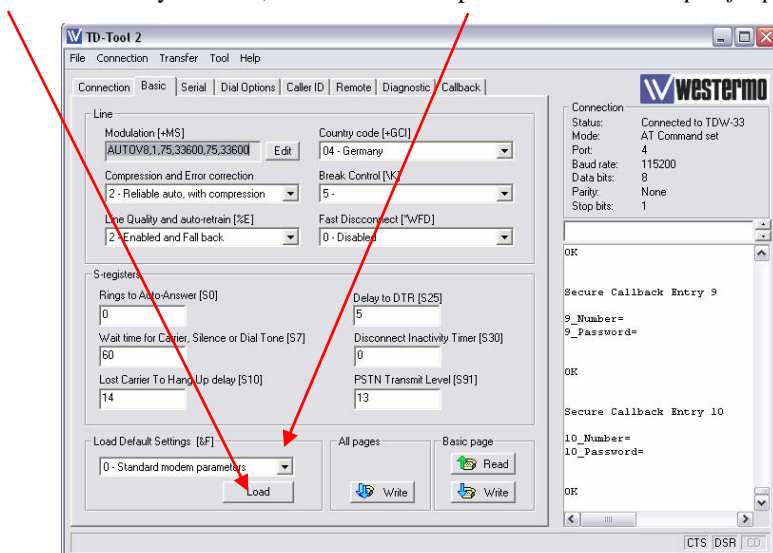 TD-Tool 2
File Connection Transfer Tool Help
Connection Basic Serial Dial Options Caller ID Remote Diagnostic Callback
westermo
Line
Modulation [+MS]
AUTOV8,1,75,33600,75,33600
Edit
Country code [+GCI]
04 - Germany
Compression and Error correction
2 - Reliable auto, with compression
Break Control [\K]
5 -
Line Quality and auto-retrain [%E]
2 - Enabled and Fall back
Fast Discconnect ["WFD]
0 - Disabled
S-registers
Rings to Auto-Answer [S0]
0
Delay to DTR [S25]
5
Wait time for Carrier, Silence or Dial Tone [S7]
60
Disconnect Inactivity Timer [S30]
0
Lost Carrier To Hang Up delay [S10]
14
PSTN Transmit Level [S91]
13
Load Default Settings [&F]
0 - Standard modem parameters
Load
All pages
Write
Basic page
Read
Write
Connection
Status: Connected to TDW-33
Mode: AT Command set
Port: 4
Baud rate: 115200
Data bits: 8
Parity: None
Stop bits: 1
OK
Secure Callback Entry 9
9_Number=
9_Password=
OK
Secure Callback Entry 10
10_Number=
10_Password=
OK
CTS DSR CD